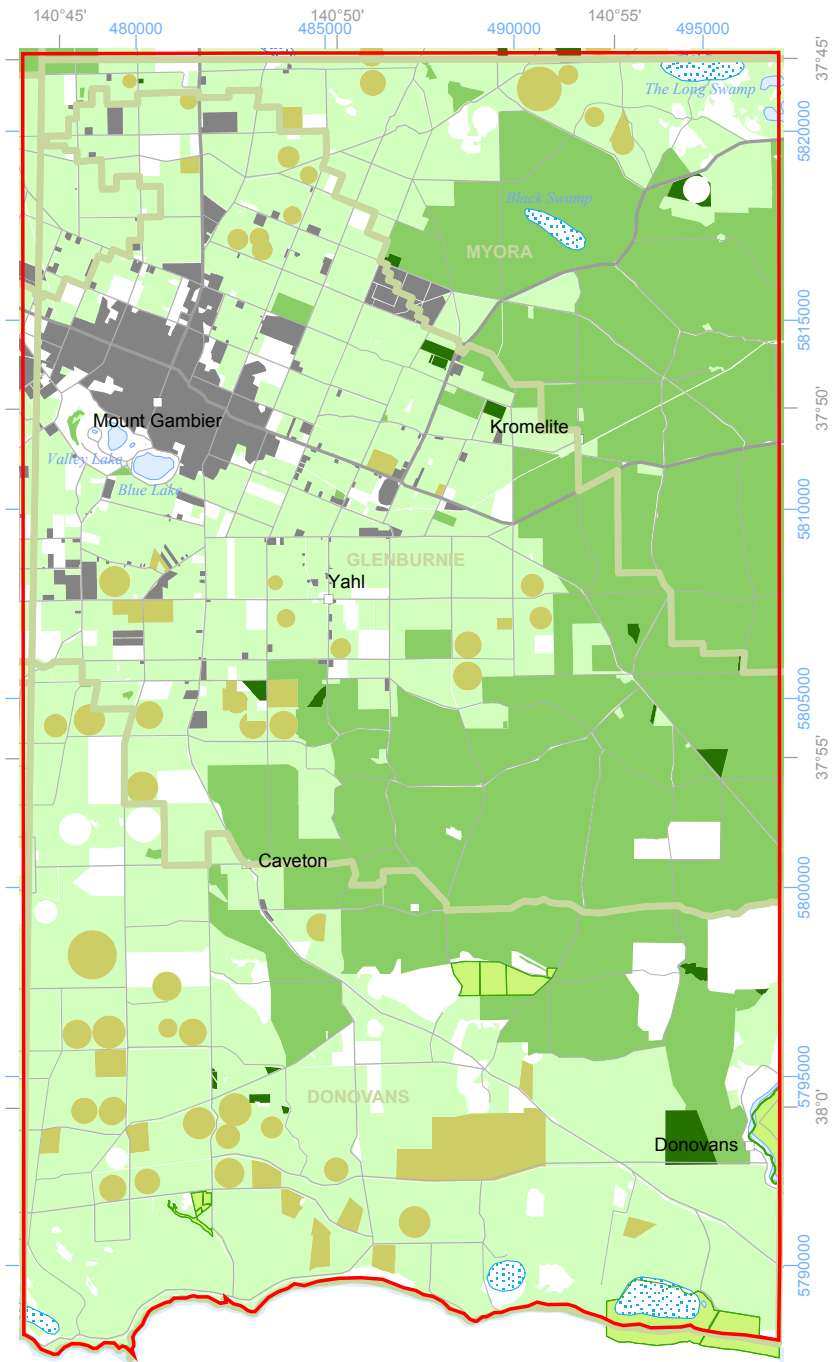 140°45'
140°50'
140°55'
480000
485000
490000
495000
37°45'
The Long Swamp
5820000
Black Swamp
MYORA
5815000
37°50'
Mount Gambier
Kromelite
Valley Lake
Blue Lake
5810000
GLENBURNIE
Yahl
5805000
37°55'
Caveton
5800000
5795000
DONOVANS
38°0'
Donovans
5790000